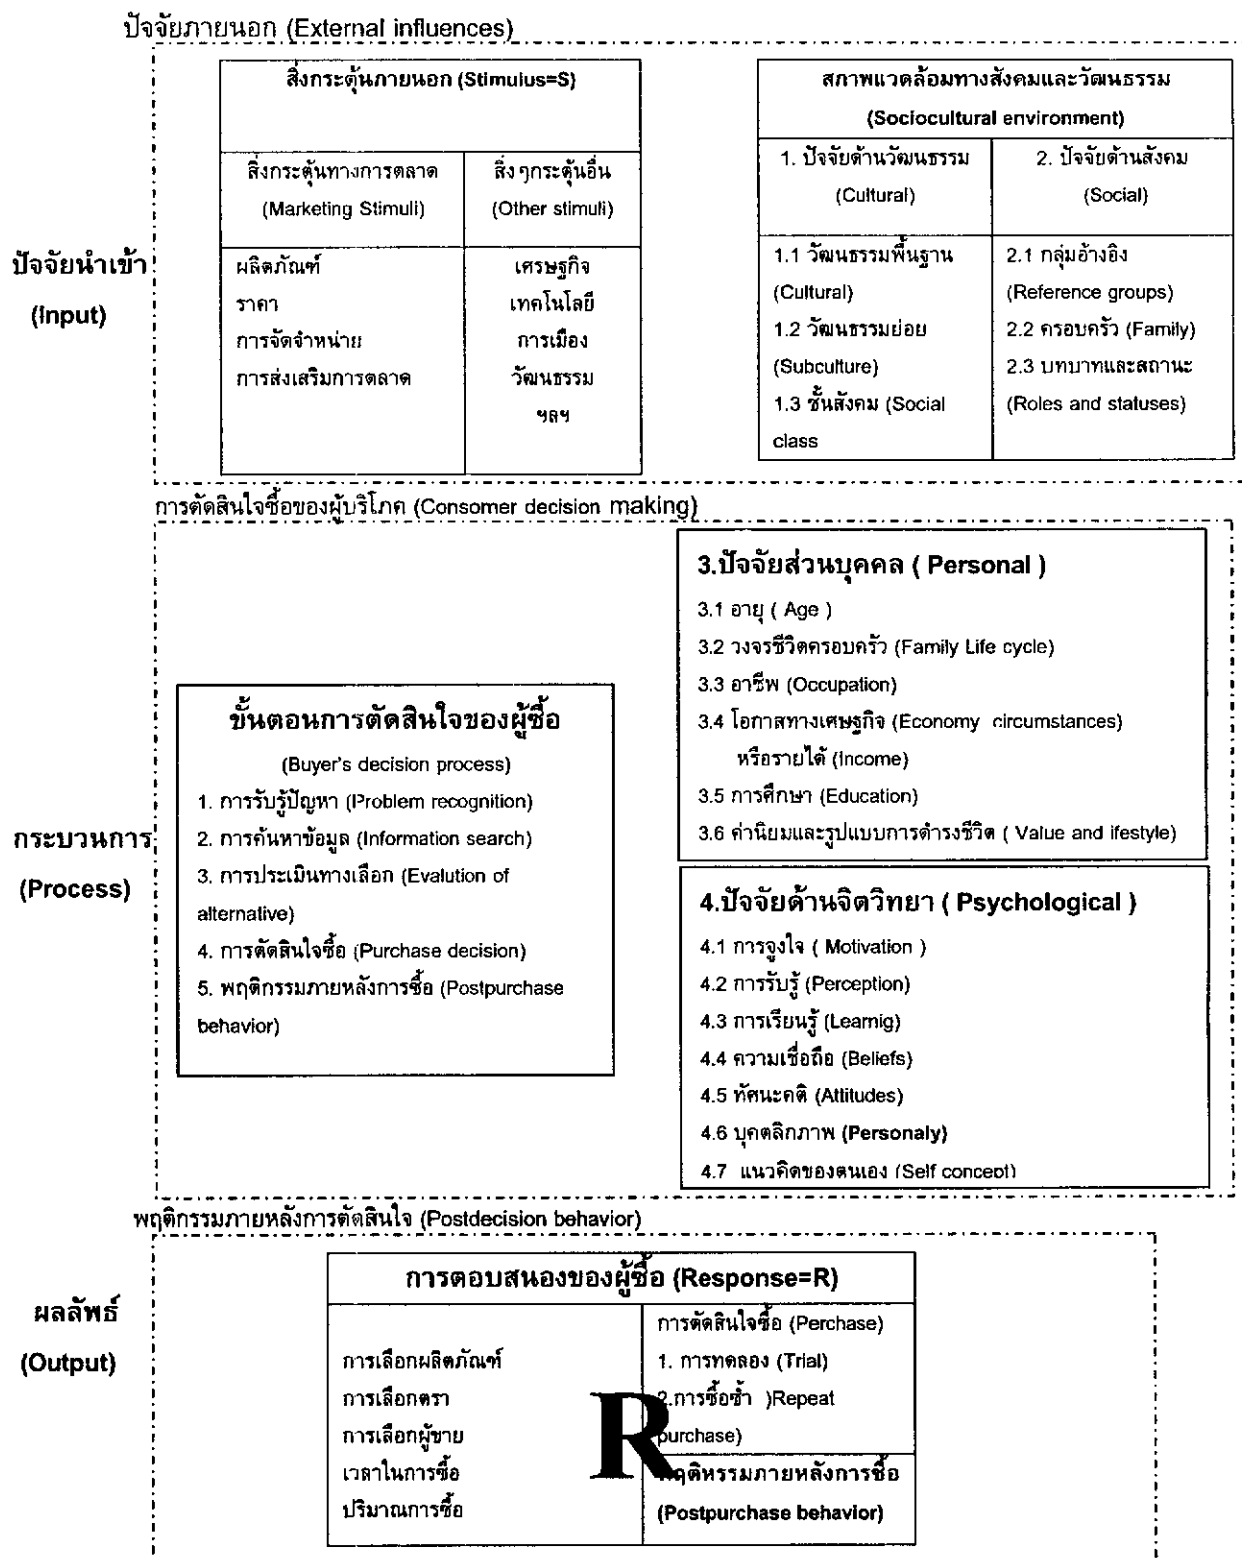 ปัจจัยภายนอก (External influences)
สิ่งกระตุ้นภายนอก (Stimulus=S)
สิ่งกระตุ้นทางการตลาด
(Marketing Stimuli)
สิ่งๆกระตุ้นอื่น
(Other stimuli)
ผลิตภัณฑ์
ราคา
การจัดจำหน่าย
การส่งเสริมการตลาด
เศรษฐกิจ
เทคโนโลยี
การเมือง
วัฒนธรรม
ฯลฯ
สภาพแวดล้อมทางสังคมและวัฒนธรรม
(Sociocultural environment)
1. ปัจจัยด้านวัฒนธรรม
(Cultural)
2. ปัจจัยด้านสังคม
(Social)
1.1 วัฒนธรรมพื้นฐาน
(Cultural)
1.2 วัฒนธรรมย่อย
(Subculture)
1.3 ชั้นสังคม (Social
class
2.1 กลุ่มอ้างอิง
(Reference groups)
2.2 ครอบครัว (Family)
2.3 บทบาทและสถานะ
(Roles and statuses)
ปัจจัยนำเข้า
(Input)
การตัดสินใจซื้อของผู้บริโภค (Consomer decision making)
ขั้นตอนการตัดสินใจของผู้ซื้อ
(Buyer's decision process)
1. การรับรู้ปัญหา (Problem recognition)
2. การค้นหาข้อมูล (Information search)
3. การประเมินทางเลือก (Evalution of
alternative)
4. การตัดสินใจซื้อ (Purchase decision)
5. พฤติกรรมภายหลังการซื้อ (Postpurchase
behavior)
3.ปัจจัยส่วนบุคคล ( Personal )
3.1 อายุ ( Age )
3.2 วงจรชีวิตครอบครัว (Family Life cycle)
3.3 อาชีพ (Occupation)
3.4 โอกาสทางเศษฐกิจ (Economy circumstances)
หรือรายได้ (Income)
3.5 การศึกษา (Education)
3.6 ค่านิยมและรูปแบบการดำรงชีวิต ( Value and ifestyle)
4.ปัจจัยด้านจิตวิทยา ( Psychological )
4.1 การจูงใจ ( Motivation )
4.2 การรับรู้ (Perception)
4.3 การเรียนรู้ (Learnig)
4.4 ความเชื่อถือ (Beliefs)
4.5 ทัศนะคติ (Attitudes)
4.6 บุคคลิกภาพ (Personaly)
4.7 แนวคิดของตนเอง (Self concept)
กระบวนการ
(Process)
พฤติกรรมภายหลังการตัดสินใจ (Postdecision behavior)
การตอบสนองของผู้ซื้อ (Response=R)
การเลือกผลิตภัณฑ์
การเลือกตรา
การเลือกผู้ขาย
เวลาในการซื้อ
ปริมาณการซื้อ
การตัดสินใจซื้อ (Perchase)
1. การทดลอง (Trial)
2.การซื้อซ้ำ )Repeat
purchase)
R
พฤติหรรมภายหลังการซื้อ
(Postpurchase behavior)
ผลลัพธ์
(Output)